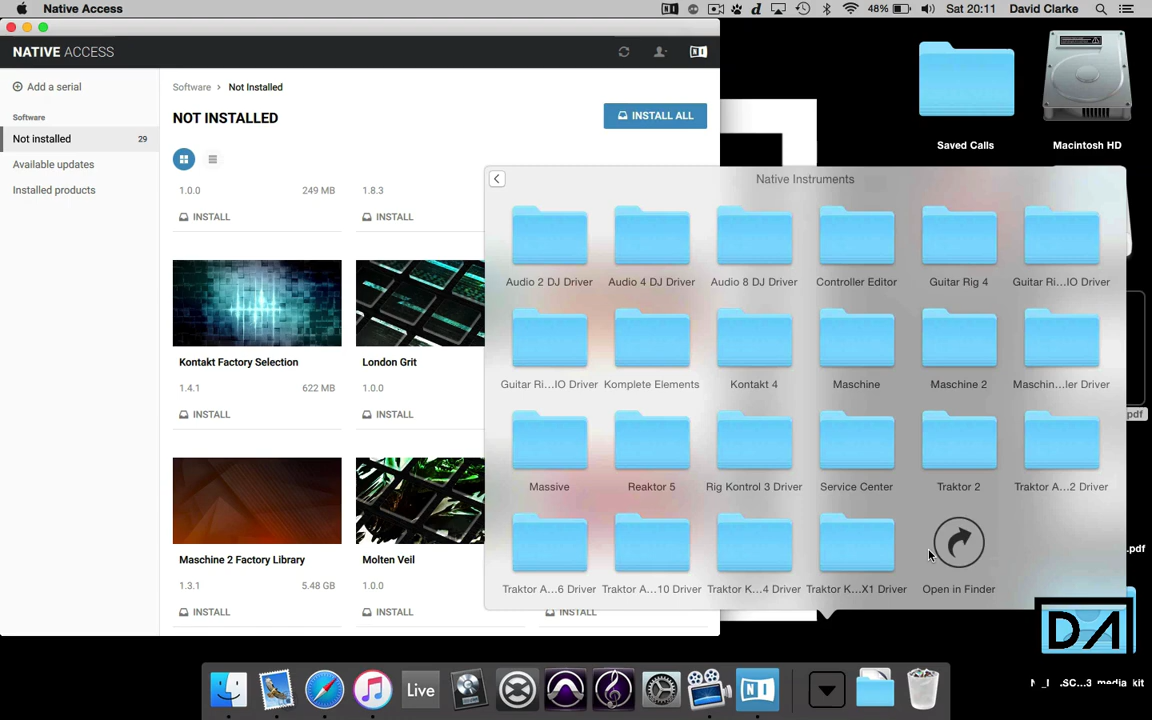 Native Access
48%
Sat 20:11
David Clarke
NATIVE ACCESS
Add a serial
Software
Not installed 29
Available updates
Installed products
Software > Not Installed
NOT INSTALLED
INSTALL ALL
1.0.0 249 MB
1.8.3
INSTALL
INSTALL
Kontakt Factory Selection
1.4.1 622 MB
INSTALL
London Grit
1.0.0
INSTALL
Maschine 2 Factory Library
1.3.1 5.48 GB
INSTALL
Molten Veil
1.0.0
INSTALL
INSTALL
Native Instruments
Audio 2 DJ Driver
Audio 4 DJ Driver
Audio 8 DJ Driver
Controller Editor
Guitar Rig 4
Guitar Ri...IO Driver
Guitar Ri...IO Driver
Komplete Elements
Kontakt 4
Maschine
Maschine 2
Maschin...ler Driver
Massive
Reaktor 5
Rig Kontrol 3 Driver
Service Center
Traktor 2
Traktor A...2 Driver
Traktor A...6 Driver
Traktor A...10 Driver
Traktor K...4 Driver
Traktor K...X1 Driver
Open in Finder
Saved Calls
Macintosh HD
pdf
.pdf
DA
media_kit
Live
NI